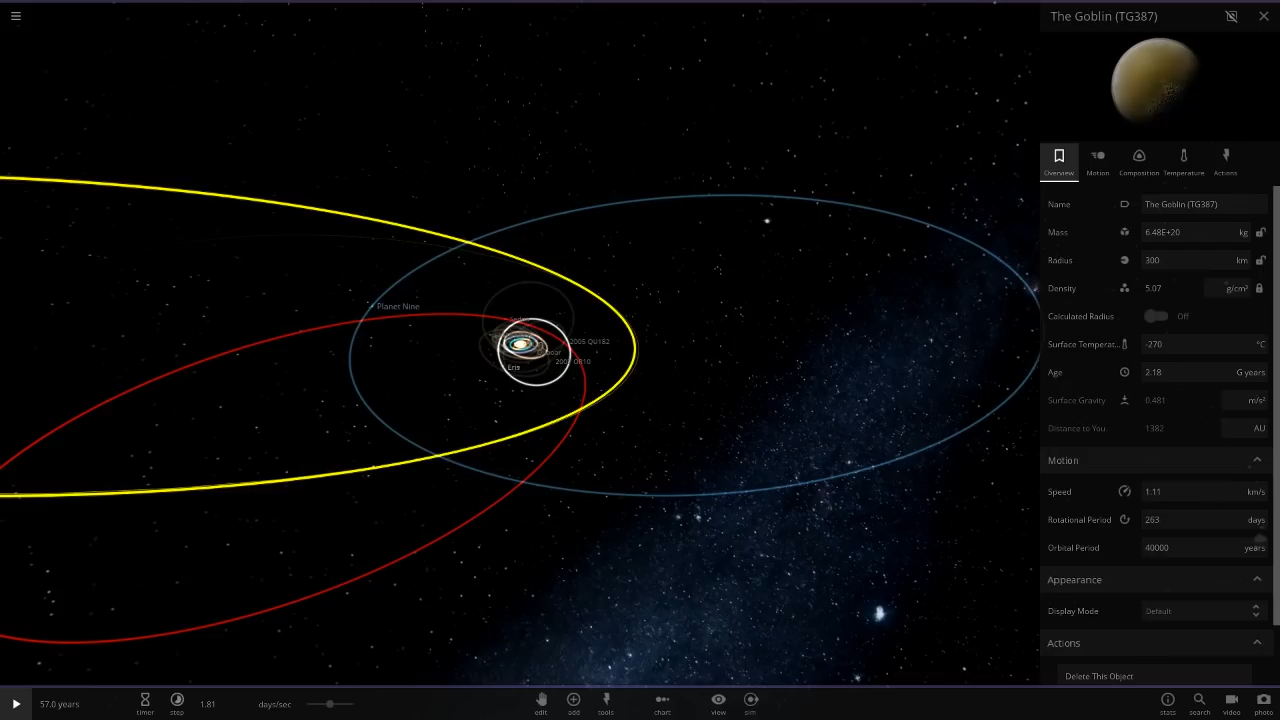 The Goblin (TG387)
Overview
Motion
Composition
Temperature
Actions
Name
The Goblin (TG387)
Mass
6.48E+20
kg
Radius
300
km
Density
5.07
g/cm³
Calculated Radius
Off
Surface Temperat...
-270
°C
Age
2.18
G years
Surface Gravity
0.481
m/s²
Distance to You
1382
AU
Motion
Speed
1.11
km/s
Rotational Period
263
days
Orbital Period
40000
years
Appearance
Display Mode
Default
Actions
Delete This Object
Planet Nine
2005 QU182
Eris
57.0 years
timer
step
1.81
days/sec
edit
add
tools
chart
view
sim
stats
search
video
photo